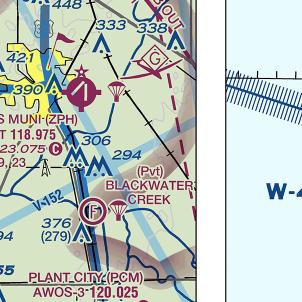 448
333
338
OUT
421
G
390
S MUNI (ZPH)
T 118.975
23.075 C
9.23
306
294
(Pvt)
BLACKWATER
CREEK
V-152
F
376
(279)
94
55
PLANT CITY (PCM)
AWOS-3 120.025
W-4